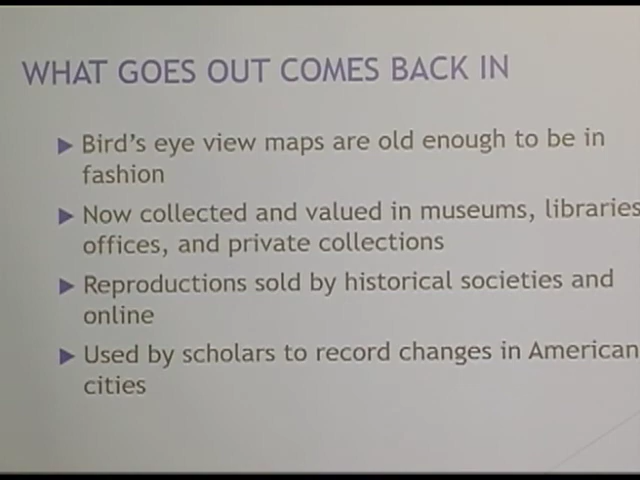 WHAT GOES OUT COMES BACK IN
Bird's eye view maps are old enough to be in
fashion
Now collected and valued in museums, libraries
offices, and private collections
Reproductions sold by historical societies and
online
Used by scholars to record changes in American
cities